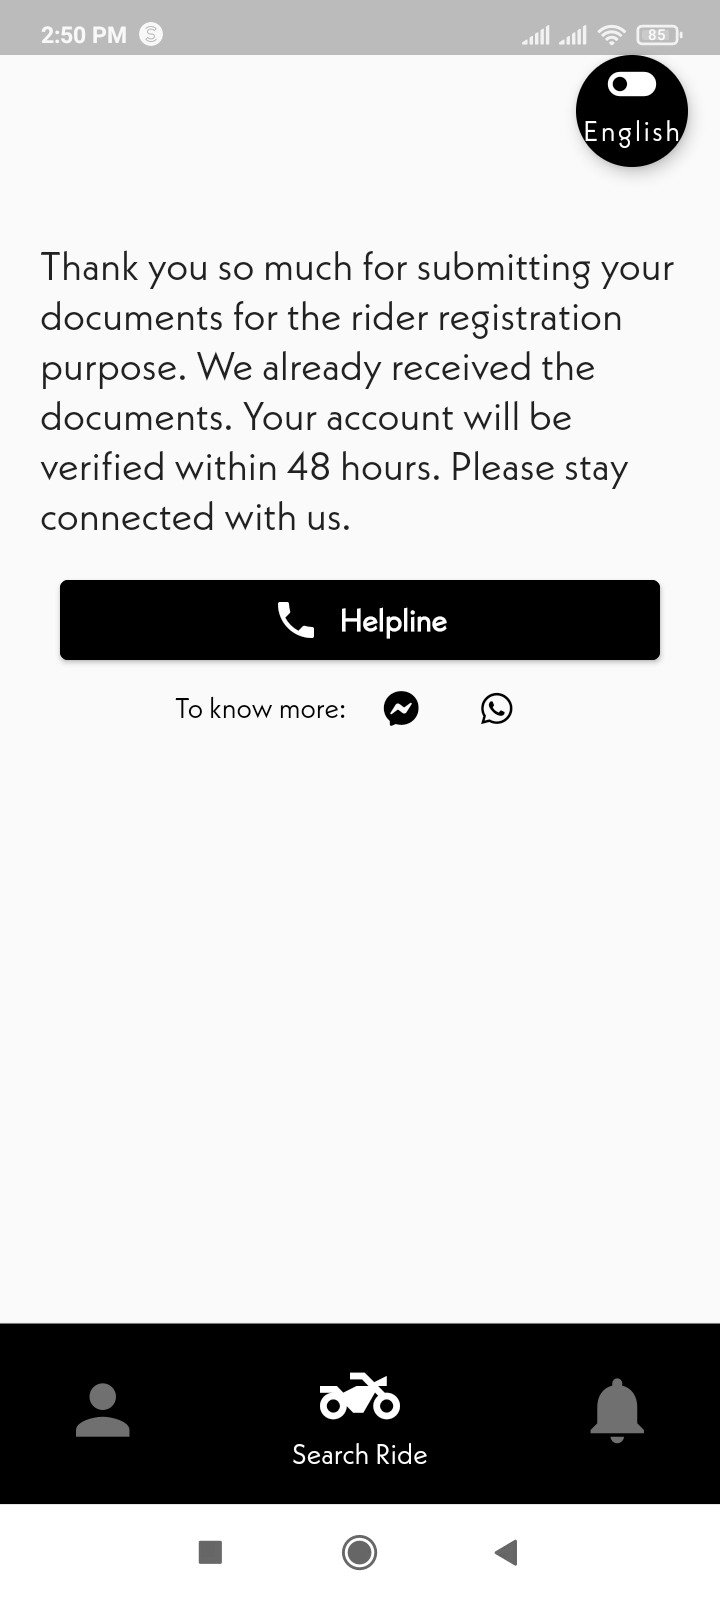 2:50 PM
85
English
Thank you so much for submitting your
documents for the rider registration
purpose. We already received the
documents. Your account will be
verified within 48 hours. Please stay
connected with us.
Helpline
To know more:
Search Ride